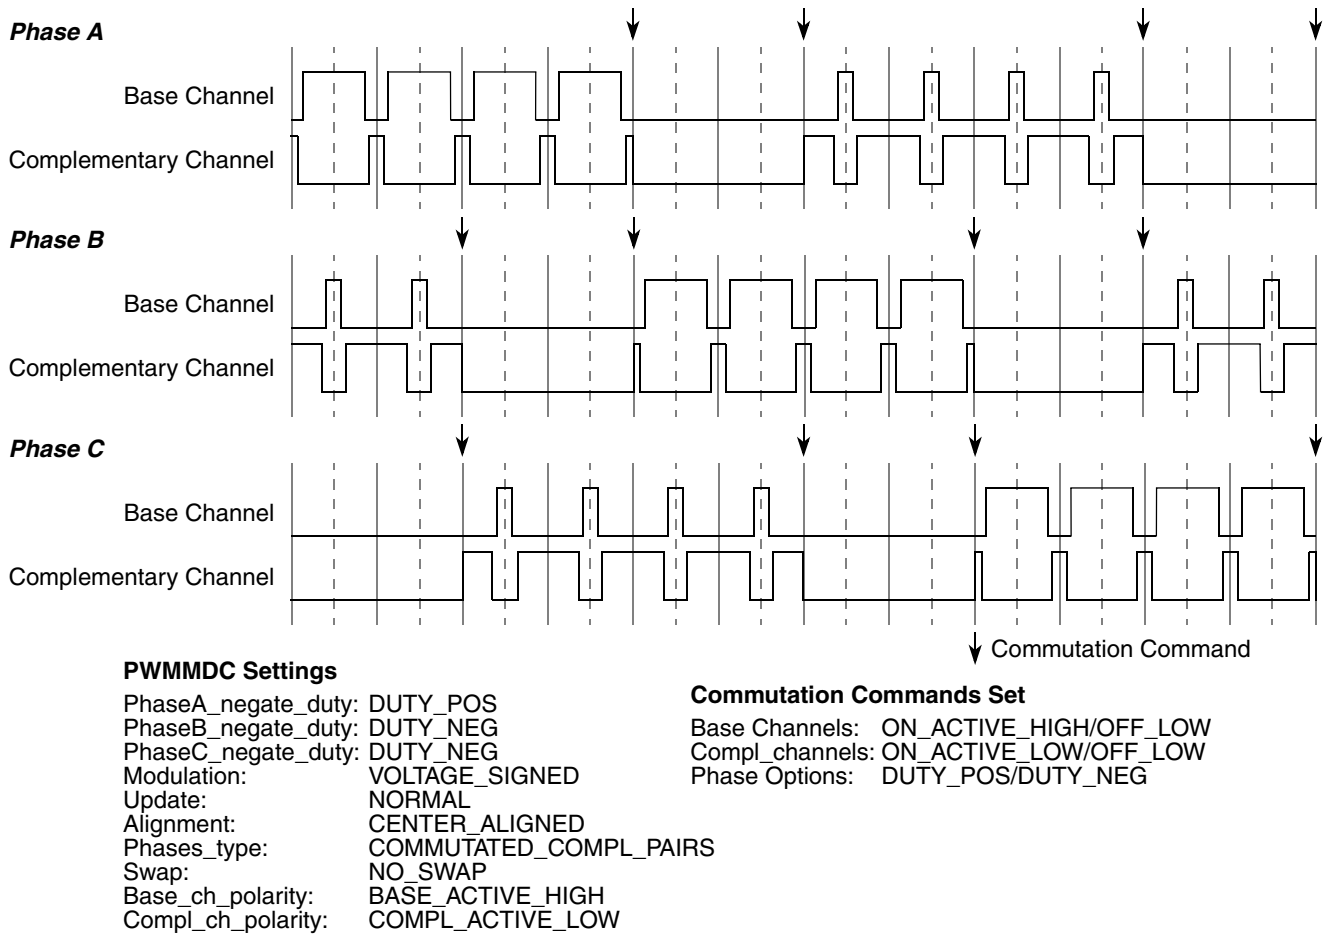 Phase A
Base Channel
Complementary Channel
Phase B
Base Channel
Complementary Channel
Phase C
Base Channel
Complementary Channel
Commutation Command
PWMMDC Settings
PhaseA_negate_duty: DUTY_POS
PhaseB_negate_duty: DUTY_NEG
PhaseC_negate_duty: DUTY_NEG
Modulation: VOLTAGE_SIGNED
Update: NORMAL
Alignment: CENTER_ALIGNED
Phases_type: COMMUTATED_COMPL_PAIRS
Swap: NO_SWAP
Base_ch_polarity: BASE_ACTIVE_HIGH
Compl_ch_polarity: COMPL_ACTIVE_LOW
Commutation Commands Set
Base Channels: ON_ACTIVE_HIGH/OFF_LOW
Compl_channels: ON_ACTIVE_LOW/OFF_LOW
Phase Options: DUTY_POS/DUTY_NEG